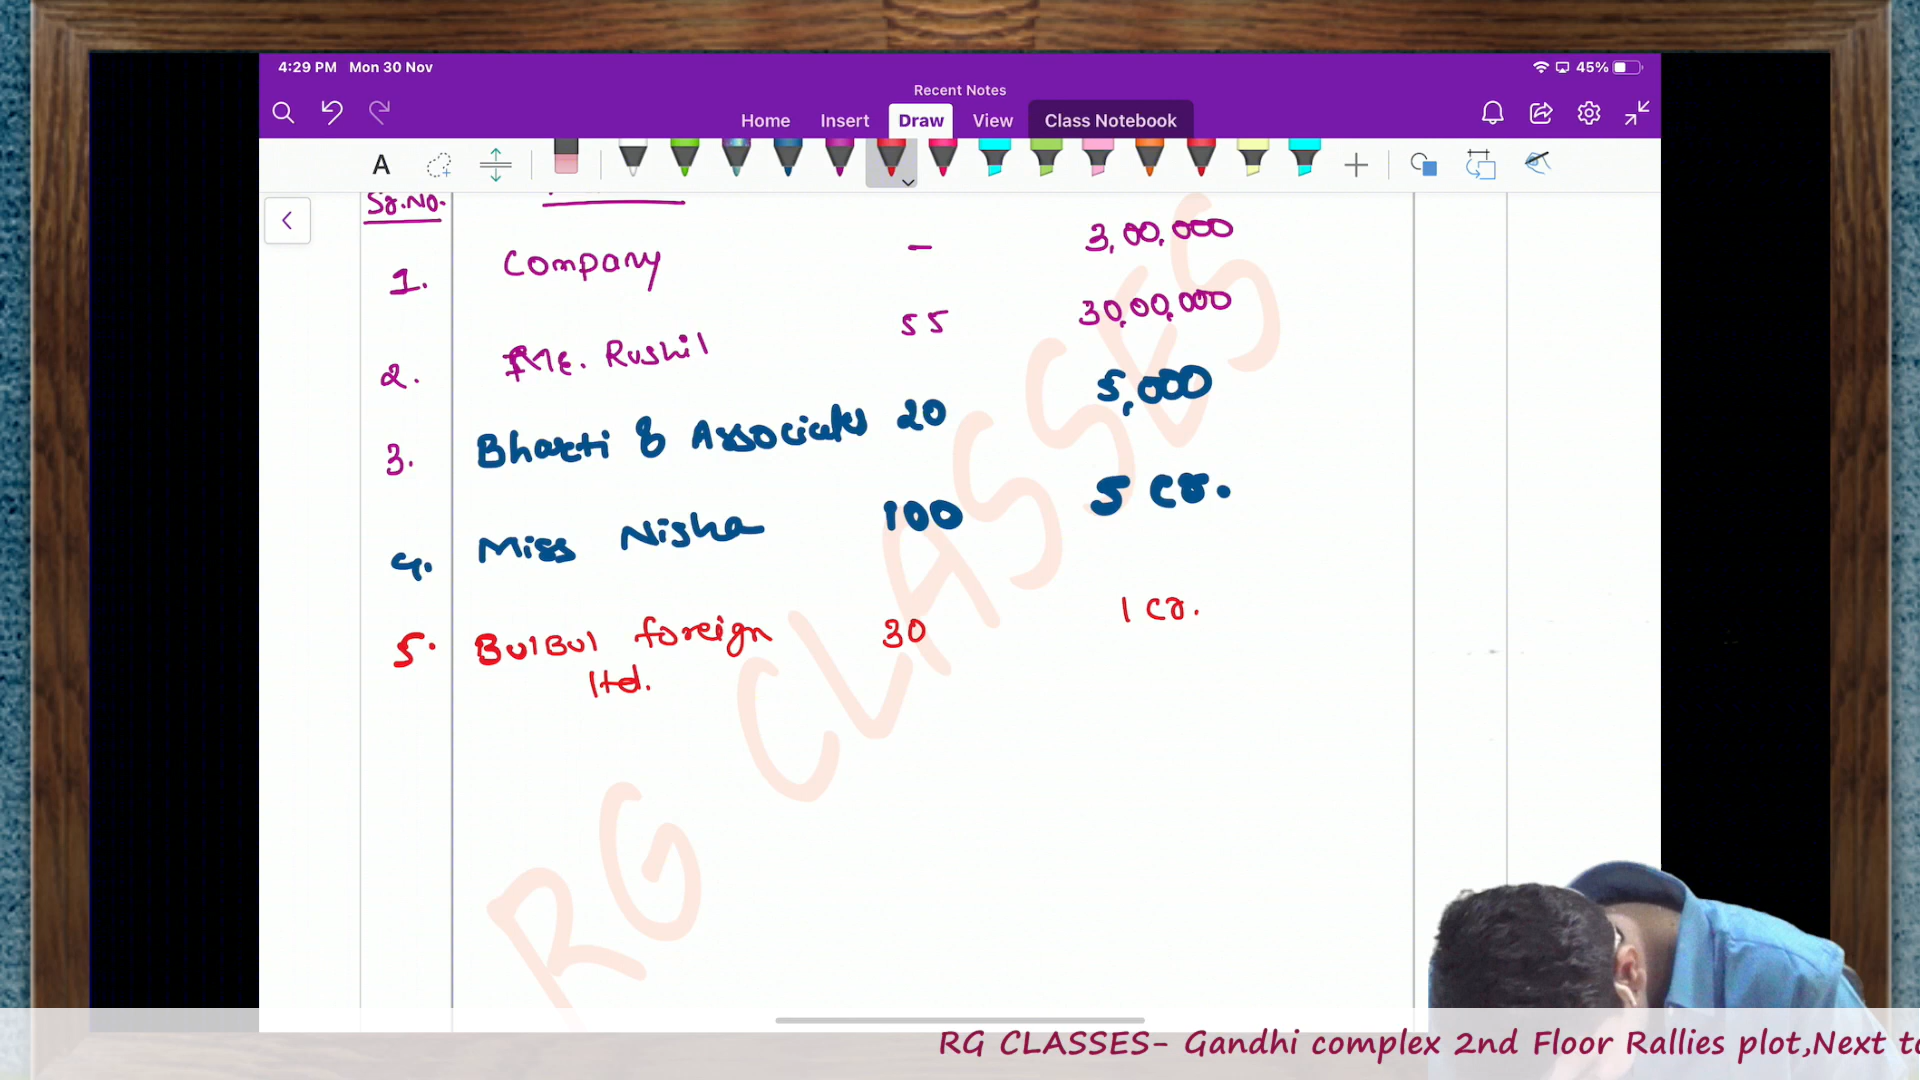 4:29 PM Mon 30 Nov
45%
Recent Notes
Home Insert Draw View Class Notebook
A
Sr.No.
1. Company - 3,00,000
2. Mr. Rushil 55 30,00,000
3. Bharti & Associates 20 5,000
4. Miss Nisha 100 5 cr.
5. BulBul foreign 30 1 cr.
ltd.
RG CLASSES
RG CLASSES- Gandhi complex 2nd Floor Rallies plot,Next to